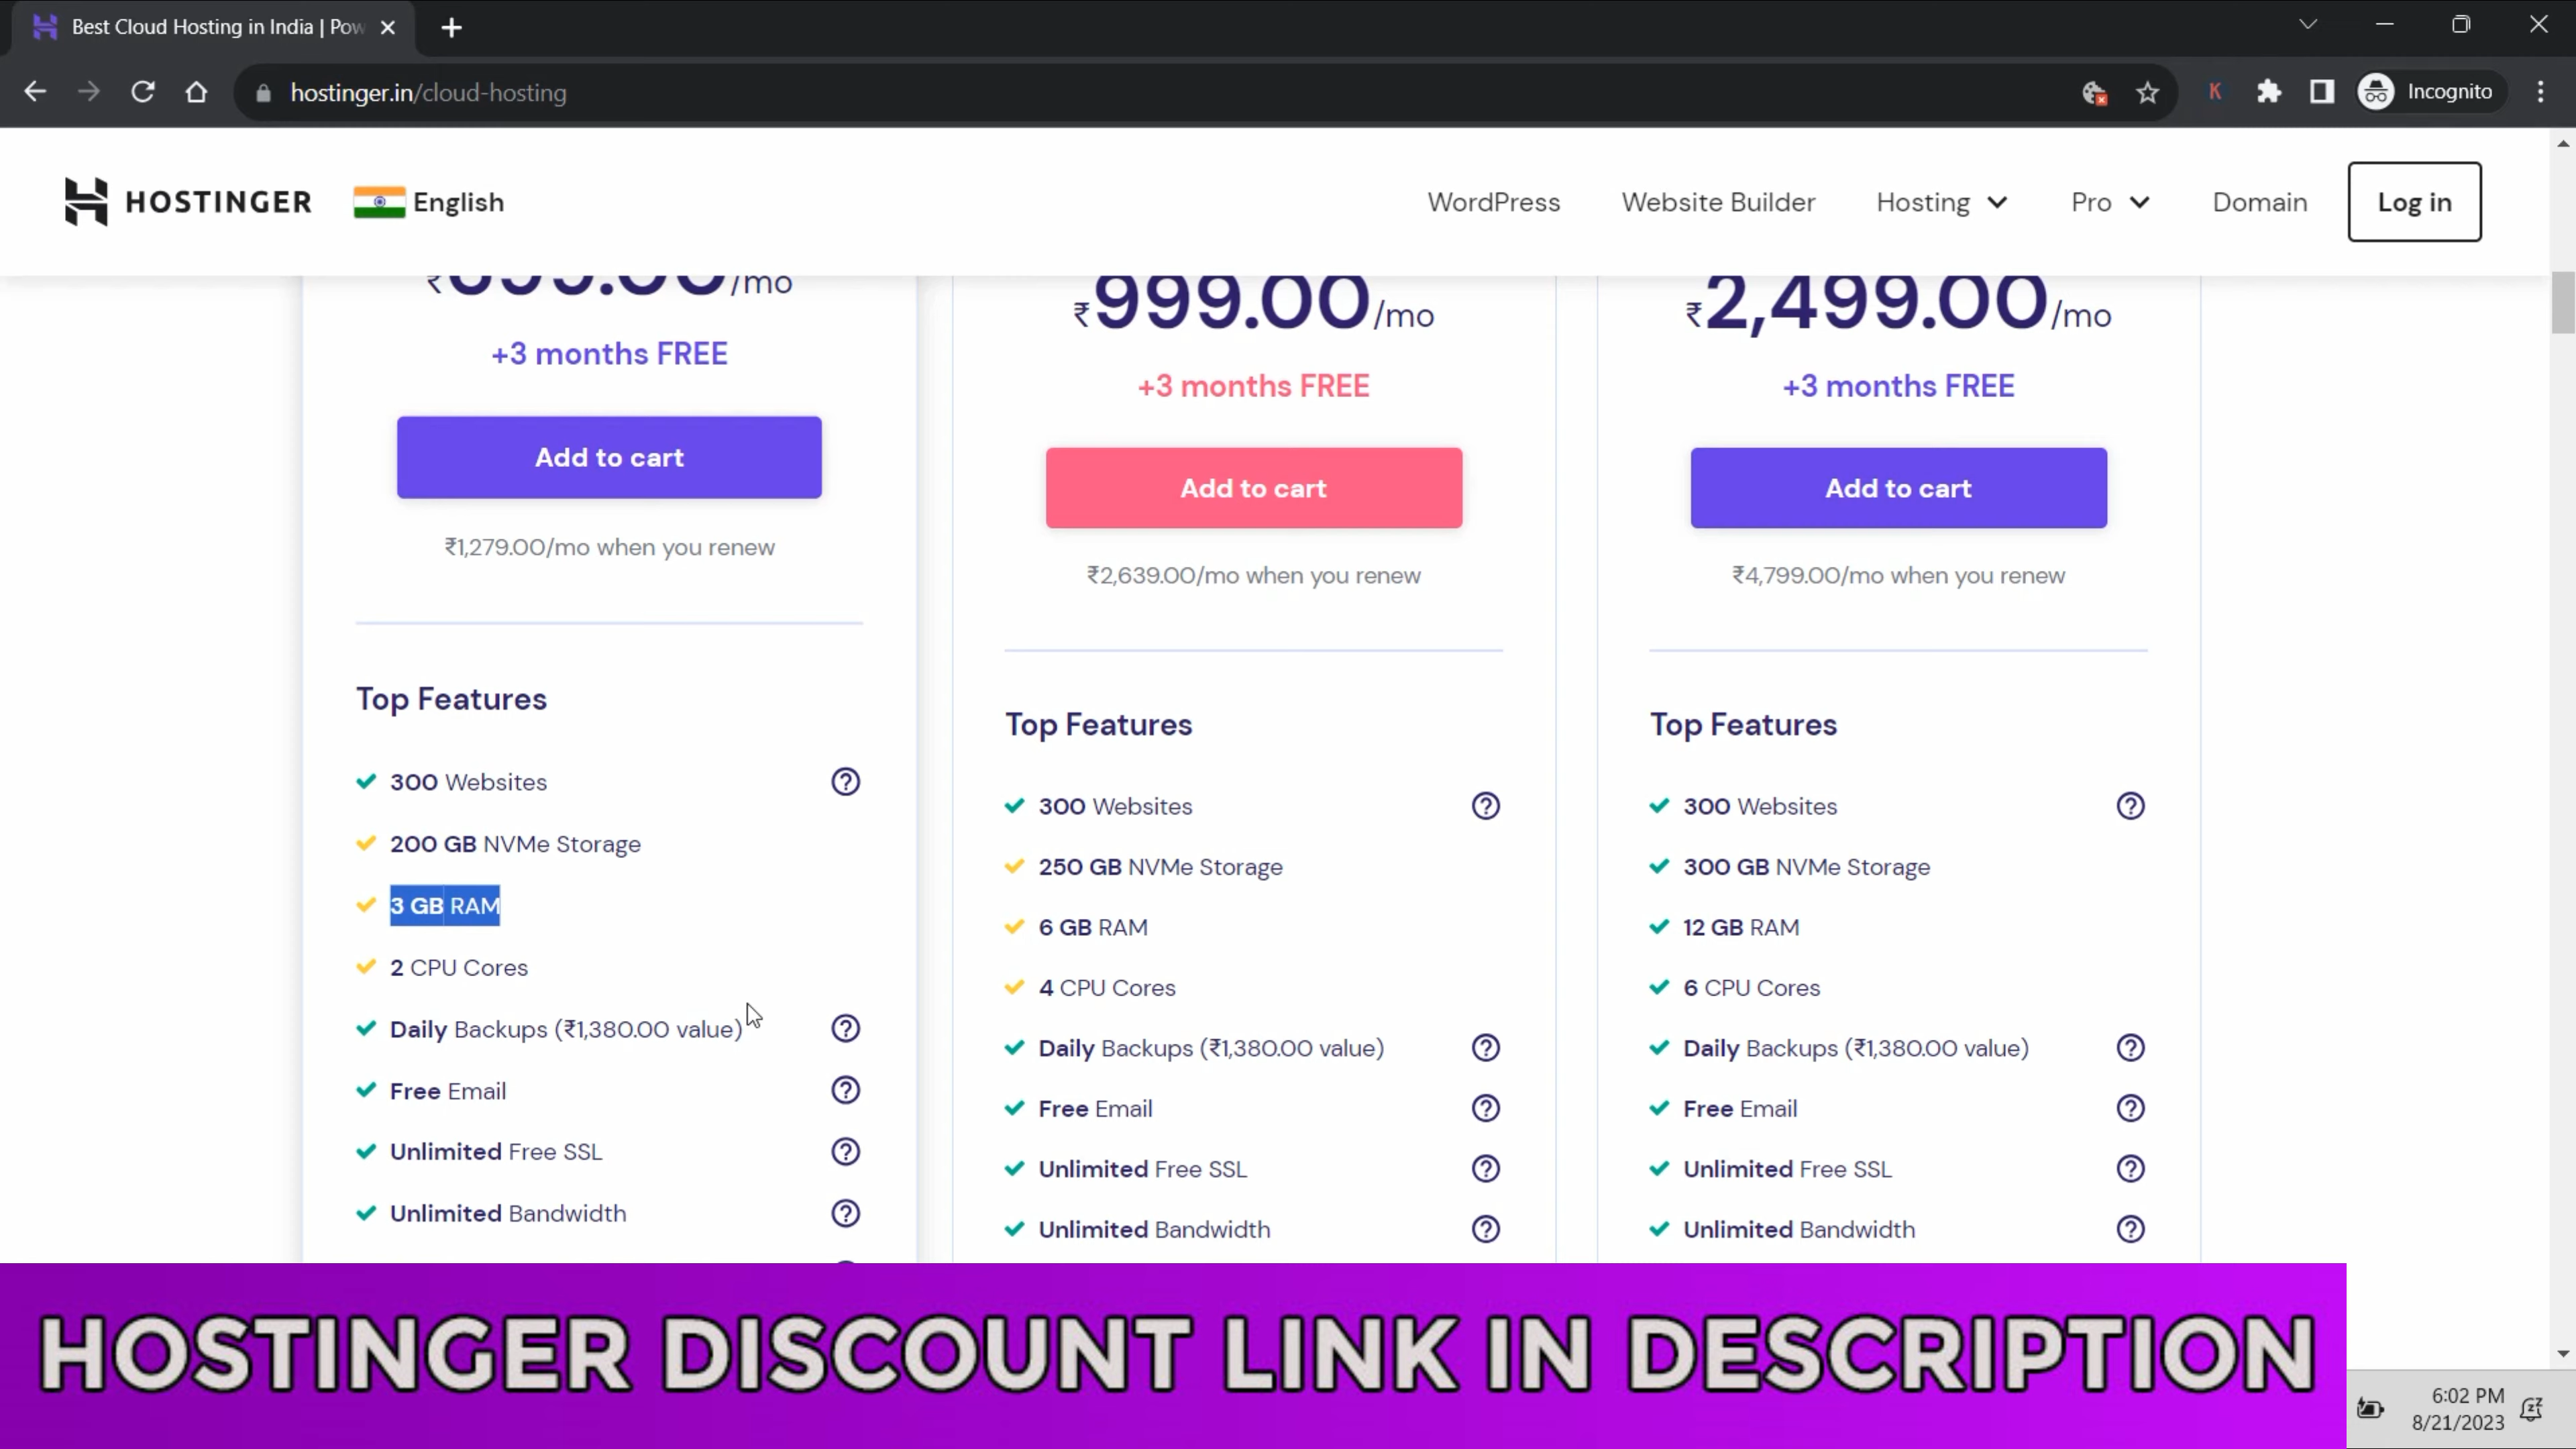 Best Cloud Hosting in India | Pow
hostinger.in/cloud-hosting
K
Incognito
HOSTINGER
English
WordPress
Website Builder
Hosting
Pro
Domain
Log in
/mo
+3 months FREE
Add to cart
₹1,279.00/mo when you renew
Top Features
300 Websites
200 GB NVMe Storage
3 GB RAM
2 CPU Cores
Daily Backups (₹1,380.00 value)
Free Email
Unlimited Free SSL
Unlimited Bandwidth
₹999.00/mo
+3 months FREE
Add to cart
₹2,639.00/mo when you renew
Top Features
300 Websites
250 GB NVMe Storage
6 GB RAM
4 CPU Cores
Daily Backups (₹1,380.00 value)
Free Email
Unlimited Free SSL
Unlimited Bandwidth
₹2,499.00/mo
+3 months FREE
Add to cart
₹4,799.00/mo when you renew
Top Features
300 Websites
300 GB NVMe Storage
12 GB RAM
6 CPU Cores
Daily Backups (₹1,380.00 value)
Free Email
Unlimited Free SSL
Unlimited Bandwidth
HOSTINGER DISCOUNT LINK IN DESCRIPTION
6:02 PM
8/21/2023